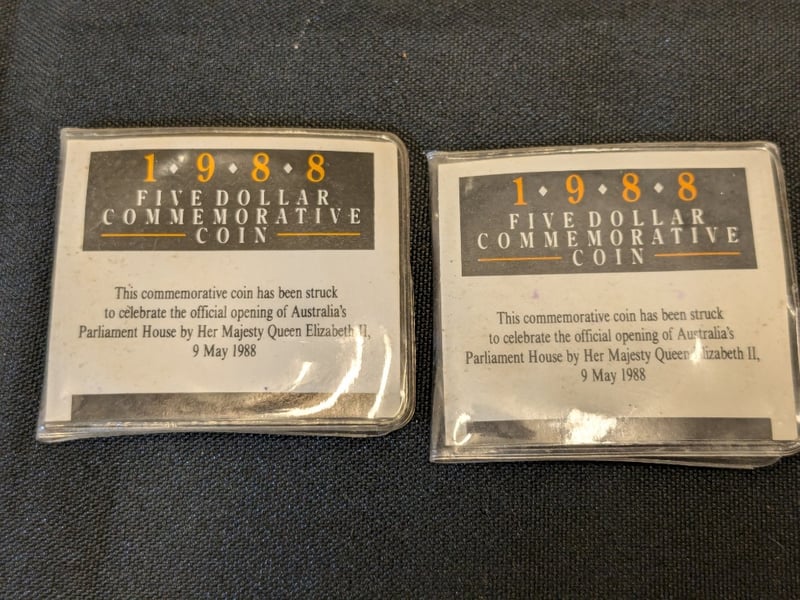 1 ⬥ 9 ⬥ 8 ⬥ 8
FIVE DOLLAR
COMMEMORATIVE
COIN
This commemorative coin has been struck
to celebrate the official opening of Australia's
Parliament House by Her Majesty Queen Elizabeth II,
9 May 1988
1 ⬥ 9 ⬥ 8 ⬥ 8
FIVE DOLLAR
COMMEMORATIVE
COIN
This commemorative coin has been struck
to celebrate the official opening of Australia's
Parliament House by Her Majesty Queen Elizabeth II,
9 May 1988